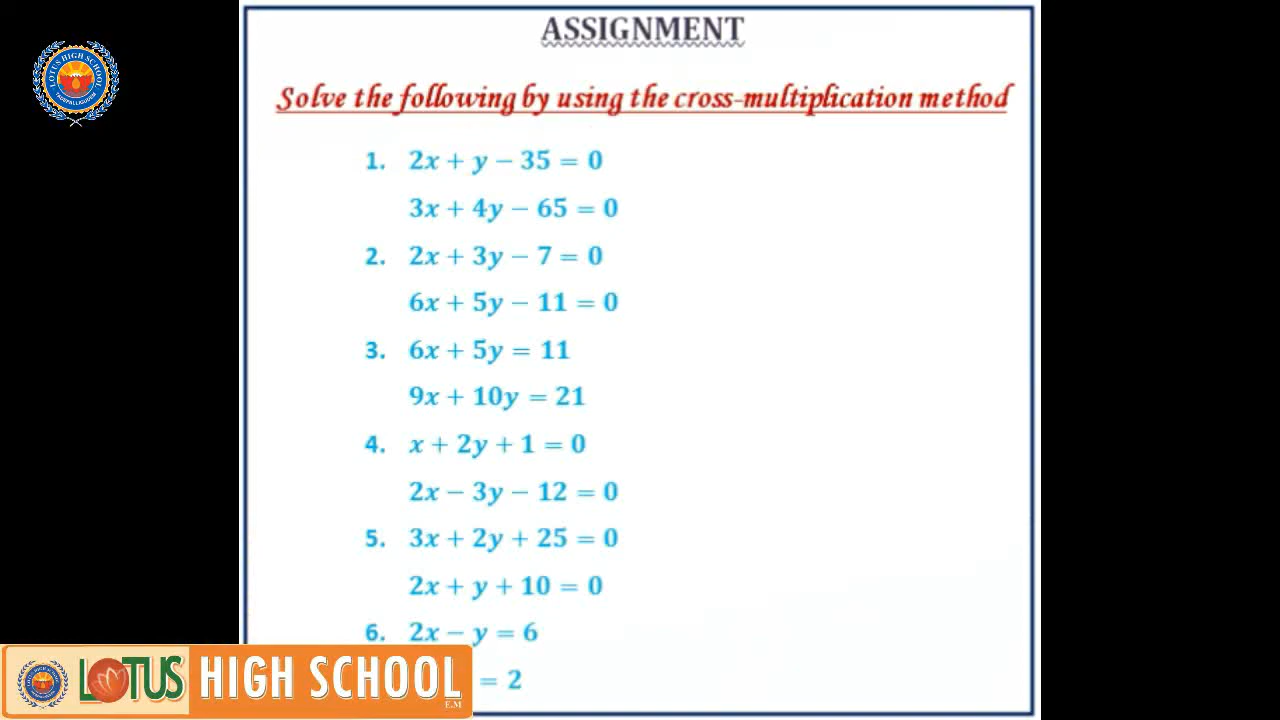 ASSIGNMENT
Solve the following by using the cross-multiplication method
1. 2x + y − 35 = 0
3x + 4y − 65 = 0
2. 2x + 3y − 7 = 0
6x + 5y − 11 = 0
3. 6x + 5y = 11
9x + 10y = 21
4. x + 2y + 1 = 0
2x − 3y − 12 = 0
5. 3x + 2y + 25 = 0
2x + y + 10 = 0
6. 2x − y = 6
= 2
LOTUS HIGH SCHOOL
E.M
LOTUS HIGH SCHOOL